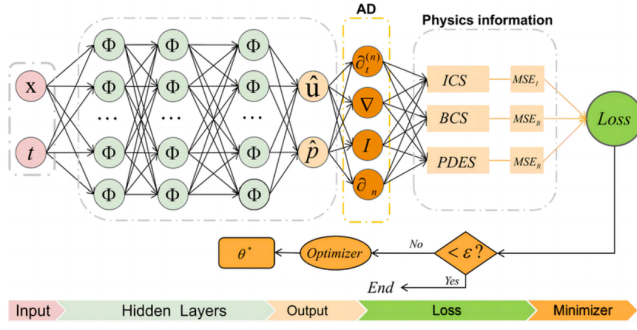 AD
Physics information
Φ Φ Φ
∂̂ₜ⁽ⁿ⁾
x Φ Φ Φ û ICS MSE_I
∇
... ... ... BCS MSE_B Loss
I
t Φ Φ Φ p̂ PDES MSE_R
∂̂ₙ
Φ Φ Φ
θ* Optimizer No < ε?
End Yes
Input Hidden Layers Output Loss Minimizer